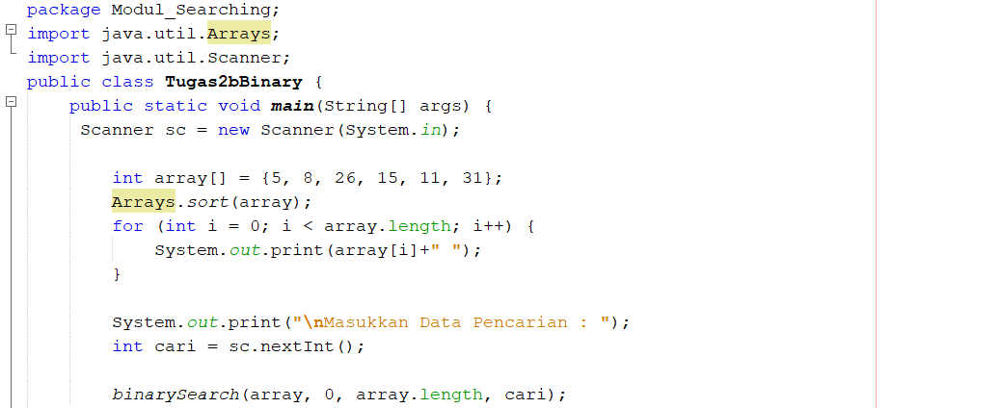 package Modul_Searching;
import java.util.Arrays;
import java.util.Scanner;
public class Tugas2bBinary {
    public static void main(String[] args) {
     Scanner sc = new Scanner(System.in);

        int array[] = {5, 8, 26, 15, 11, 31};
        Arrays.sort(array);
        for (int i = 0; i < array.length; i++) {
            System.out.print(array[i]+" ");
        }

        System.out.print("\nMasukkan Data Pencarian : ");
        int cari = sc.nextInt();

        binarySearch(array, 0, array.length, cari);